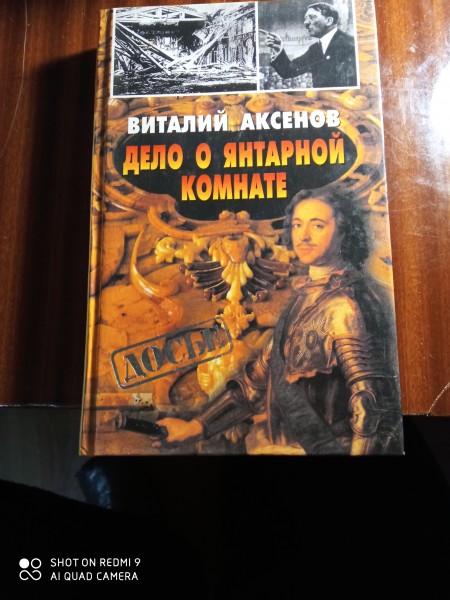 ВИТАЛИЙ АКСЕНОВ
ДЕЛО О ЯНТАРНОЙ
КОМНАТЕ
ДОСЬЕ
SHOT ON REDMI 9
AI QUAD CAMERA